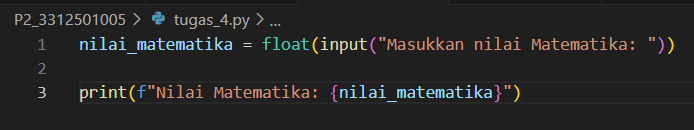 P2_3312501005 > tugas_4.py > ...
1 nilai_matematika = float(input("Masukkan nilai Matematika: "))
2
3 print(f"Nilai Matematika: {nilai_matematika}")